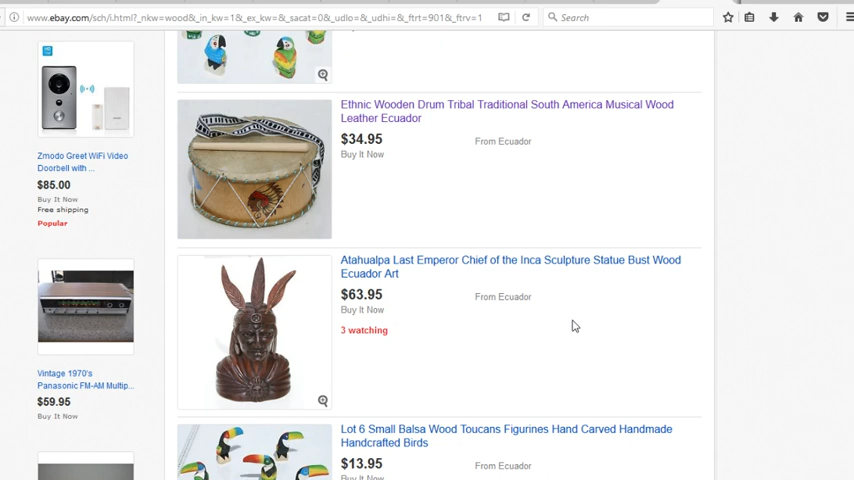 www.ebay.com/sch/i.html?_nkw=wood&_in_kw=1&_ex_kw=&_sacat=0&_udlo=&_udhi=&_ftrt=901&_ftrv=1
Search
Zmodo Greet WiFi Video
Doorbell with ...
$85.00
Buy It Now
Free shipping
Popular
Vintage 1970's
Panasonic FM-AM Multip...
$59.95
Buy It Now
Ethnic Wooden Drum Tribal Traditional South America Musical Wood
Leather Ecuador
$34.95
From Ecuador
Buy It Now
Atahualpa Last Emperor Chief of the Inca Sculpture Statue Bust Wood
Ecuador Art
$63.95
From Ecuador
Buy It Now
3 watching
Lot 6 Small Balsa Wood Toucans Figurines Hand Carved Handmade
Handcrafted Birds
$13.95
From Ecuador